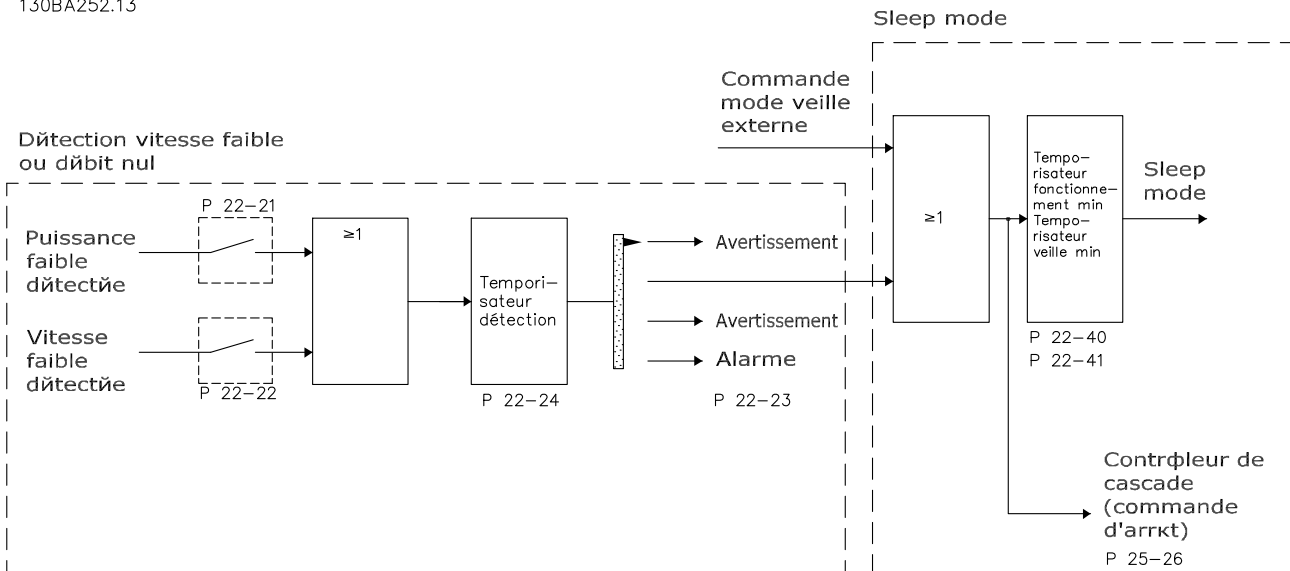 130BA252.13
Sleep mode
Commande
mode veille
externe
Dйtection vitesse faible
ou dйbit nul
P 22-21
Puissance
faible
dйtectйe
≥1
Vitesse
faible
dйtectйe
P 22-22
Tempori-
sateur
détection
P 22-24
Avertissement
Avertissement
Alarme
P 22-23
≥1
Tempo-
risateur
fonctionne-
ment min
Tempo-
risateur
veille min
P 22-40
P 22-41
Sleep
mode
Contrфleur de
cascade
(commande
d'arrкt)
P 25-26